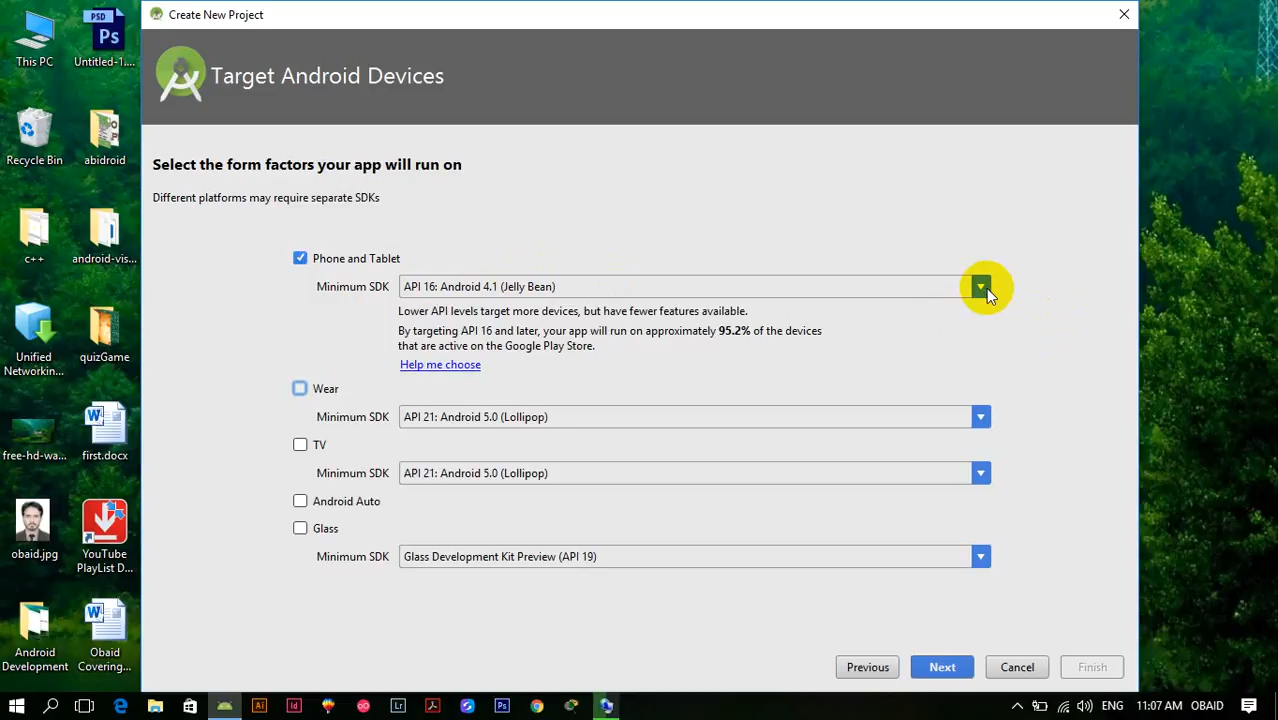 Create New Project
This PC
PSD
Ps
Untitled-1....
Target Android Devices
Recycle Bin
abidroid
Select the form factors your app will run on
Different platforms may require separate SDKs
c++
android-vis...
Phone and Tablet
Minimum SDK
API 16: Android 4.1 (Jelly Bean)
Lower API levels target more devices, but have fewer features available.
By targeting API 16 and later, your app will run on approximately 95.2% of the devices
that are active on the Google Play Store.
Help me choose
Unified
Networkin...
quizGame
Wear
Minimum SDK
API 21: Android 5.0 (Lollipop)
free-hd-wa...
first.docx
TV
Minimum SDK
API 21: Android 5.0 (Lollipop)
Android Auto
Glass
Minimum SDK
Glass Development Kit Preview (API 19)
obaid.jpg
YouTube
PlayList D...
Android
Development
Obaid
Covering...
Previous
Next
Cancel
Finish
Ai
Id
Lr
Ps
ENG
11:07 AM
OBAID